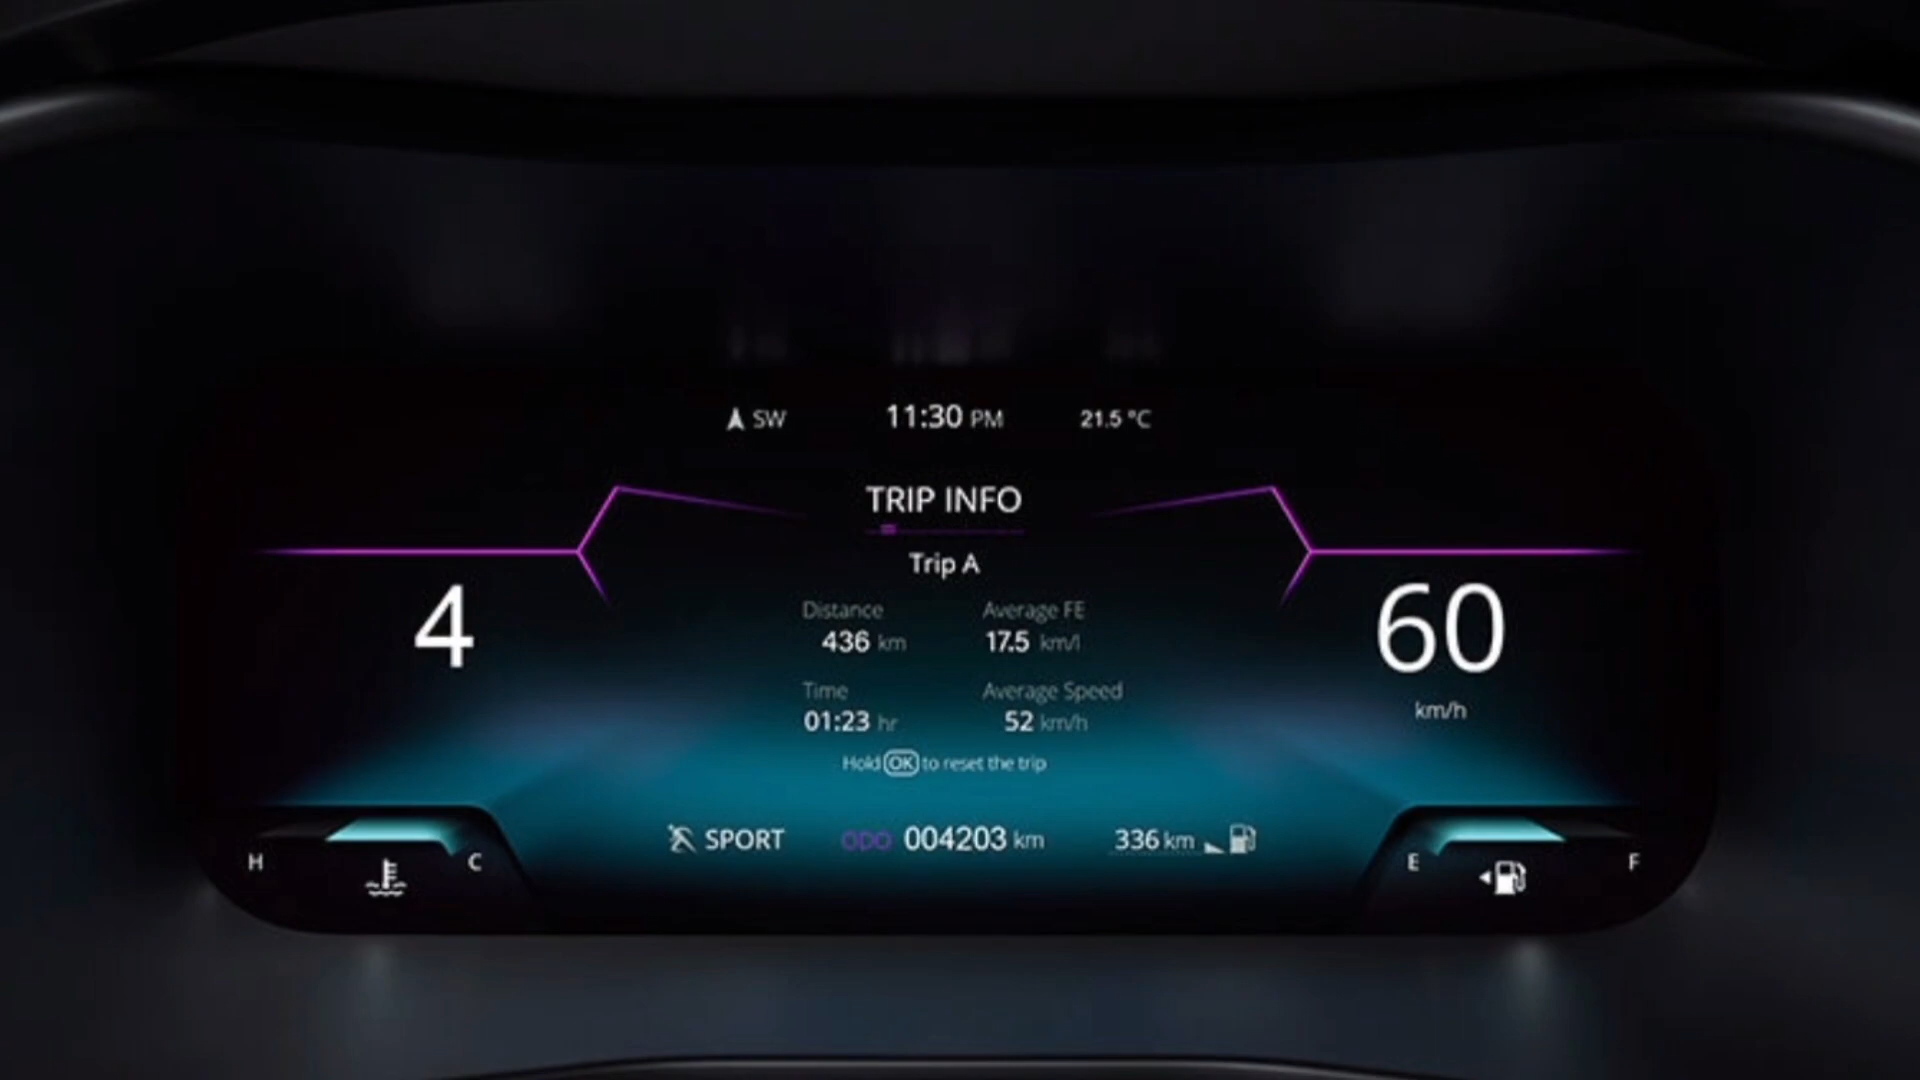 SW 11:30 PM 21.5 °C
TRIP INFO
Trip A
4
60
km/h
Distance Average FE
436 km 17.5 km/l
Time Average Speed
01:23 hr 52 km/h
Hold OK to reset the trip
SPORT ODO 004203 km 336 km
H C
E F